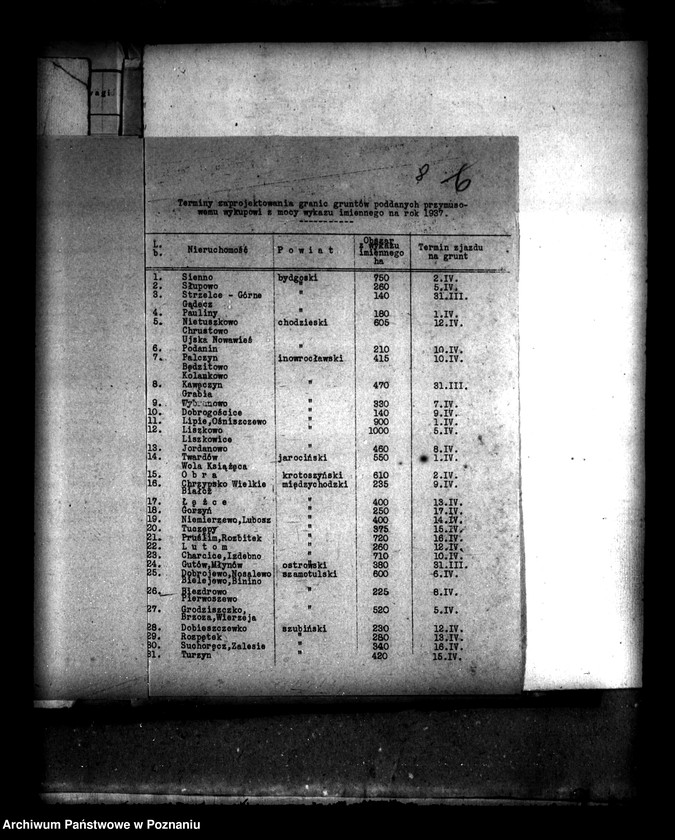 8 6
Terminy zaprojektowania granic gruntów poddanych przymuso-
wemu wykupowi z mocy wykazu imiennego na rok 1937.
L. b. Nieruchomość Powiat Obszar z wykazu imiennego ha Termin zjazdu na grunt
1. Sienno bydgoski 750 2.IV.
2. Słupowo " 260 5.IV.
3. Strzelce - Górne " 140 31.III.
Gądecz
4. Pauliny " 180 1.IV.
5. Nietuszkowo chodzieski 605 12.IV.
Chrustowo
Ujska Nowawieś
6. Podanin " 210 10.IV.
7. Palczyn inowrocławski 415 10.IV.
Będzitowo
Kolankowo
8. Kawęczyn " 470 31.III.
Grabia
9. Wybranowo " 330 7.IV.
10. Dobrogościce " 140 9.IV.
11. Lipie,Ośniszczewo " 900 1.IV.
12. Liszkowo " 1000 5.IV.
Liszkowice
13. Jordanowo " 460 8.IV.
14. Twardów jarociński 550 1.IV.
Wola Książęca
15. Obra krotoszyński 610 2.IV.
16. Chrzypsko Wielkie międzychodzki 235 9.IV.
Białcz
17. Łężce " 400 13.IV.
18. Gorzyń " 250 17.IV.
19. Niemierzewo,Lubosz " 400 14.IV.
20. Tuczępy " 375 15.IV.
21. Pruśiim,Rozbitek " 720 16.IV.
22. Lutom " 260 12.IV.
23. Charcice,Izdebno " 710 10.IV.
24. Gutów,Młynów ostrowski 380 31.III.
25. Dobrojewo,Nosalewo szamotulski 600 6.IV.
Bielejewo,Binino
26. Biezdrowo " 225 8.IV.
Pierwoszewo
27. Grodziszczko, " 520 5.IV.
Brzoza,Wierzeja
28. Dobieszczewko szubiński 230 12.IV.
29. Rozpętek " 280 13.IV.
30. Suchoręcz,Zalesie " 340 16.IV.
31. Turzyn " 420 15.IV.
Archiwum Państwowe w Poznaniu